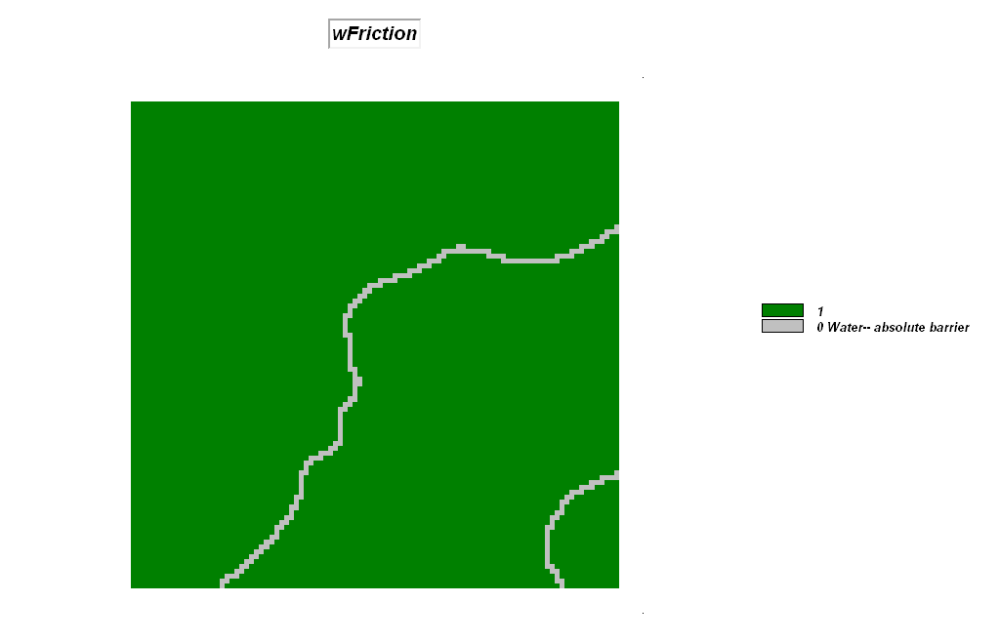 wFriction
1
0 Water-- absolute barrier